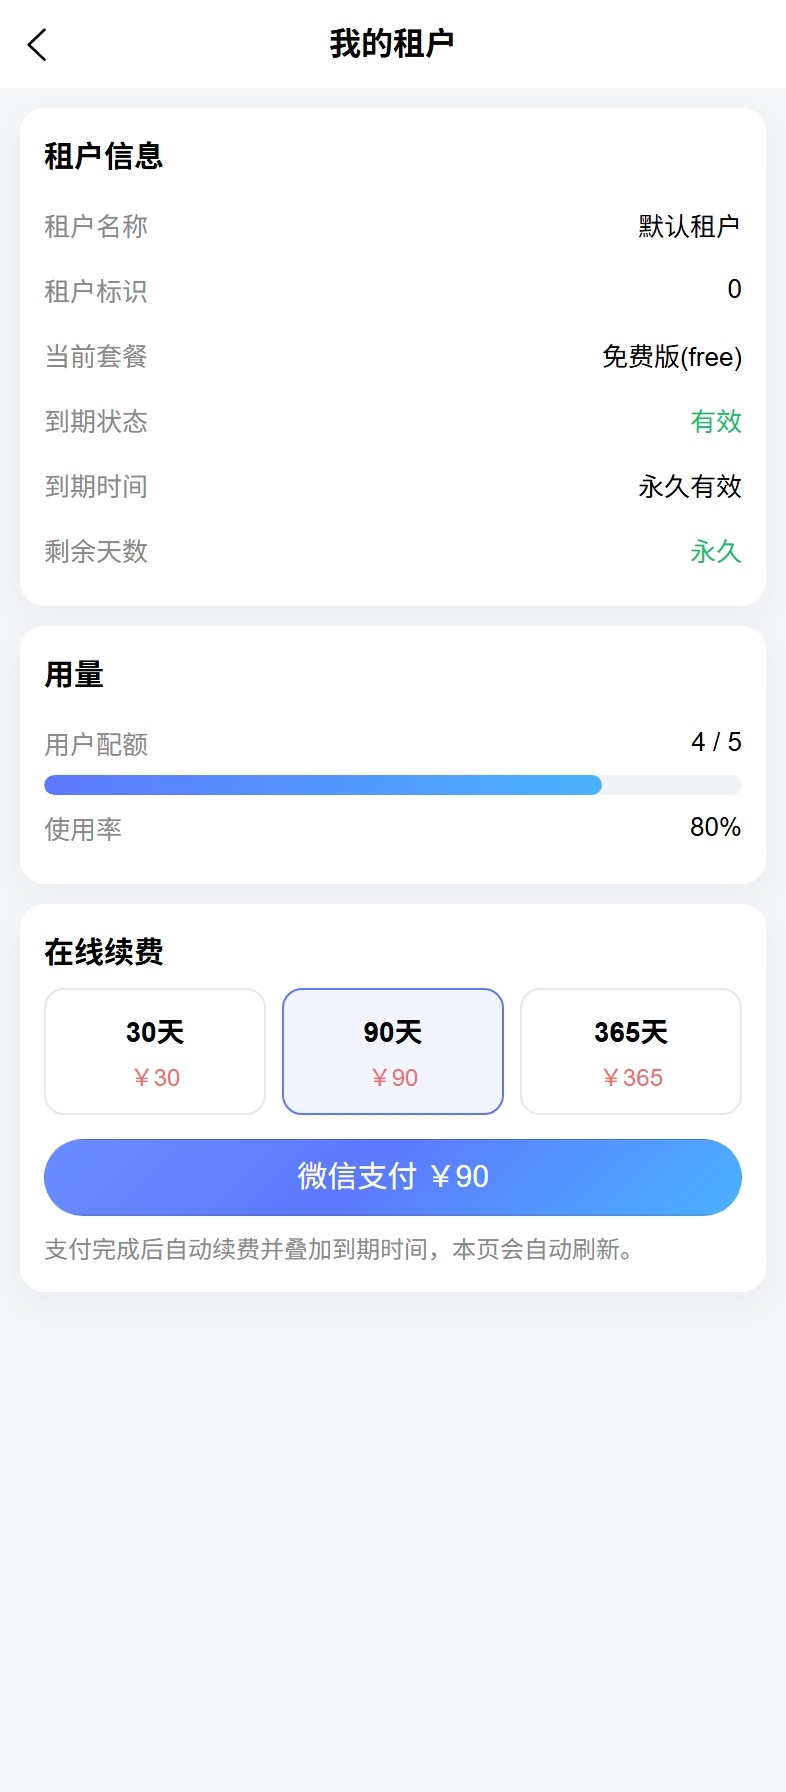 我的租户
租户信息
租户名称 默认租户
租户标识 0
当前套餐 免费版(free)
到期状态 有效
到期时间 永久有效
剩余天数 永久
用量
用户配额 4 / 5
使用率 80%
在线续费
30天 90天 365天
￥30 ￥90 ￥365
微信支付 ￥90
支付完成后自动续费并叠加到期时间，本页会自动刷新。